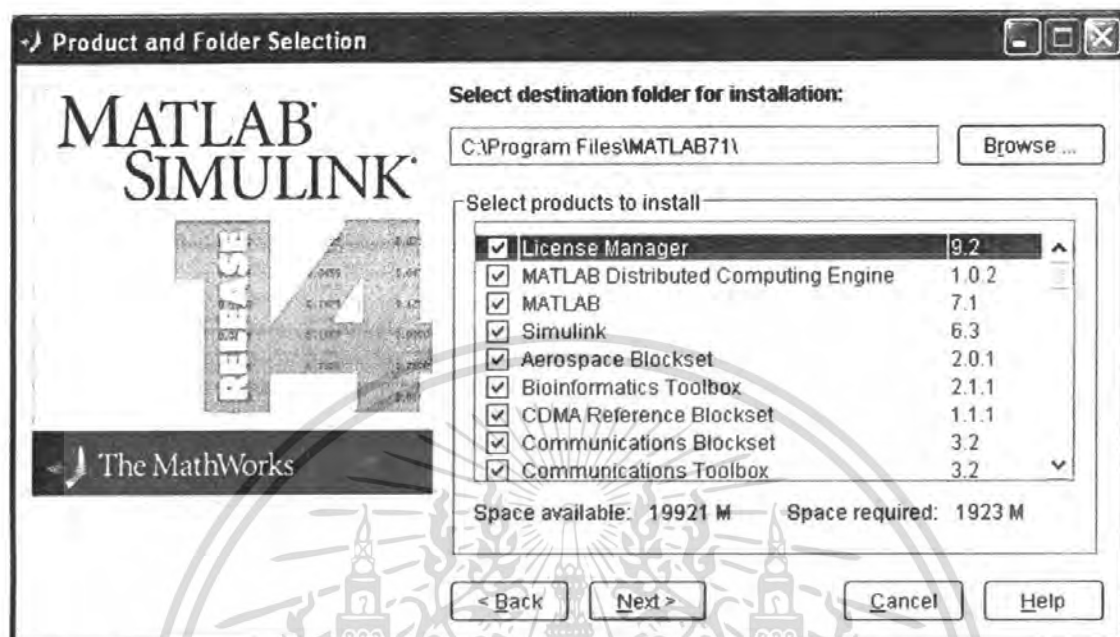 Product and Folder Selection
MATLAB
SIMULINK
RELEASE
14
The MathWorks
Select destination folder for installation:
C:\Program Files\MATLAB71\
Browse ...
Select products to install
License Manager 9.2
MATLAB Distributed Computing Engine 1.0.2
MATLAB 7.1
Simulink 6.3
Aerospace Blockset 2.0.1
Bioinformatics Toolbox 2.1.1
CDMA Reference Blockset 1.1.1
Communications Blockset 3.2
Communications Toolbox 3.2
Space available: 19921 M Space required: 1923 M
< Back Next > Cancel Help